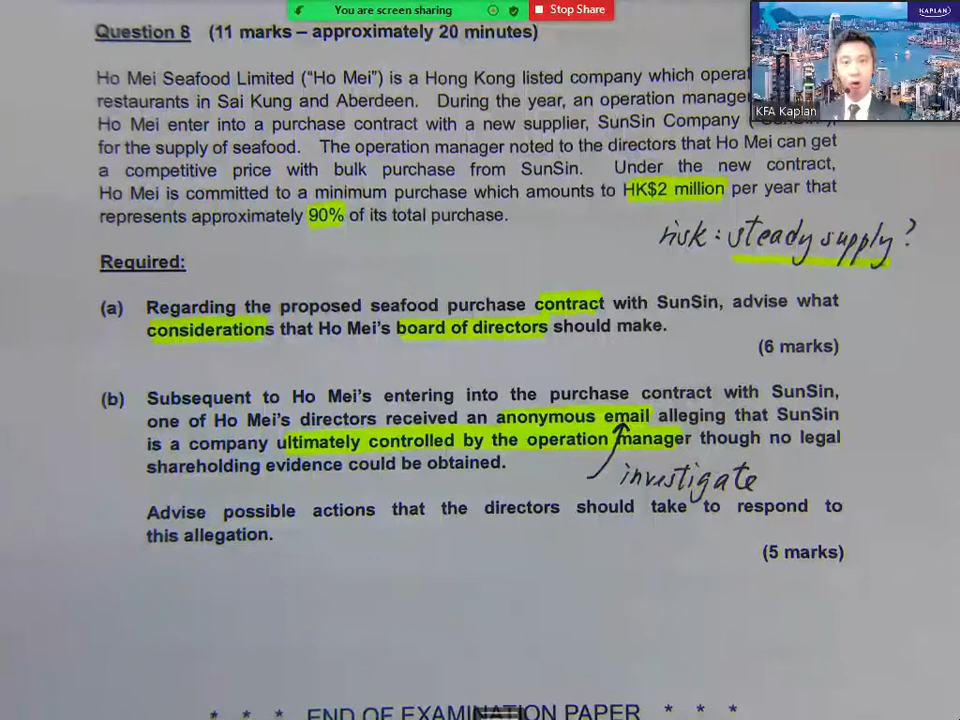 You are screen sharing
Stop Share
KAPLAN
KFA Kaplan
Question 8 (11 marks – approximately 20 minutes)
Ho Mei Seafood Limited ("Ho Mei") is a Hong Kong listed company which
restaurants in Sai Kung and Aberdeen. During the year, an operation manager
Ho Mei enter into a purchase contract with a new supplier, SunSin Company
for the supply of seafood. The operation manager noted to the directors that Ho Mei can get
a competitive price with bulk purchase from SunSin. Under the new contract,
Ho Mei is committed to a minimum purchase which amounts to HK$2 million per year that
represents approximately 90% of its total purchase.
risk: steady supply?
Required:
(a) Regarding the proposed seafood purchase contract with SunSin, advise what
considerations that Ho Mei's board of directors should make.
(6 marks)
(b) Subsequent to Ho Mei's entering into the purchase contract with SunSin,
one of Ho Mei's directors received an anonymous email alleging that SunSin
is a company ultimately controlled by the operation manager though no legal
shareholding evidence could be obtained.
investigate
Advise possible actions that the directors should take to respond to
this allegation.
(5 marks)
* * * END OF EXAMINATION PAPER * * *